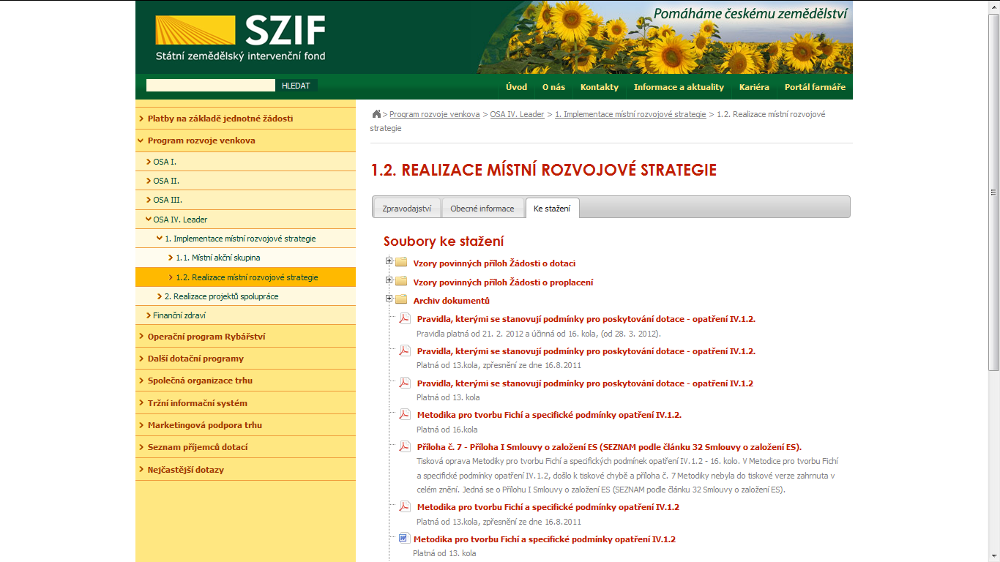 SZIF
Státní zemědělský intervenční fond
Pomáháme českému zemědělství
HLEDAT
Úvod
O nás
Kontakty
Informace a aktuality
Kariéra
Portál farmáře
Platby na základě jednotné žádosti
Program rozvoje venkova
OSA I.
OSA II.
OSA III.
OSA IV. Leader
1. Implementace místní rozvojové strategie
1.1. Místní akční skupina
1.2. Realizace místní rozvojové strategie
2. Realizace projektů spolupráce
Finanční zdraví
Operační program Rybářství
Další dotační programy
Společná organizace trhu
Tržní informační systém
Marketingová podpora trhu
Seznam příjemců dotací
Nejčastější dotazy
> Program rozvoje venkova > OSA IV. Leader > 1. Implementace místní rozvojové strategie > 1.2. Realizace místní rozvojové
strategie
1.2. REALIZACE MÍSTNÍ ROZVOJOVÉ STRATEGIE
Zpravodajství
Obecné informace
Ke stažení
Soubory ke stažení
Vzory povinných příloh Žádosti o dotaci
Vzory povinných příloh Žádosti o proplacení
Archiv dokumentů
Pravidla, kterými se stanovují podmínky pro poskytování dotace - opatření IV.1.2.
Pravidla platná od 21. 2. 2012 a účinná od 16. kola, (od 28. 3. 2012).
Pravidla, kterými se stanovují podmínky pro poskytování dotace - opatření IV.1.2.
Platná od 13.kola, zpřesnění ze dne 16.8.2011
Pravidla, kterými se stanovují podmínky pro poskytování dotace - opatření IV.1.2
Platná od 13. kola
Metodika pro tvorbu Fichí a specifické podmínky opatření IV.1.2.
Platná od 16.kola
Příloha č. 7 - Příloha I Smlouvy o založení ES (SEZNAM podle článku 32 Smlouvy o založení ES).
Tisková oprava Metodiky pro tvorbu Fichí a specifických podmínek opatření IV.1.2 - 16. kolo. V Metodice pro tvorbu Fichí
a specifické podmínky opatření IV.1.2, došlo k tiskové chybě a příloha č. 7 Metodiky nebyla do tiskové verze zahrnuta v
celém znění. Jedná se o Přílohu I Smlouvy o založení ES (SEZNAM podle článku 32 Smlouvy o založení ES).
Metodika pro tvorbu Fichí a specifické podmínky opatření IV.1.2
Platná od 13.kola, zpřesnění ze dne 16.8.2011
Metodika pro tvorbu Fichí a specifické podmínky opatření IV.1.2
Platná od 13. kola